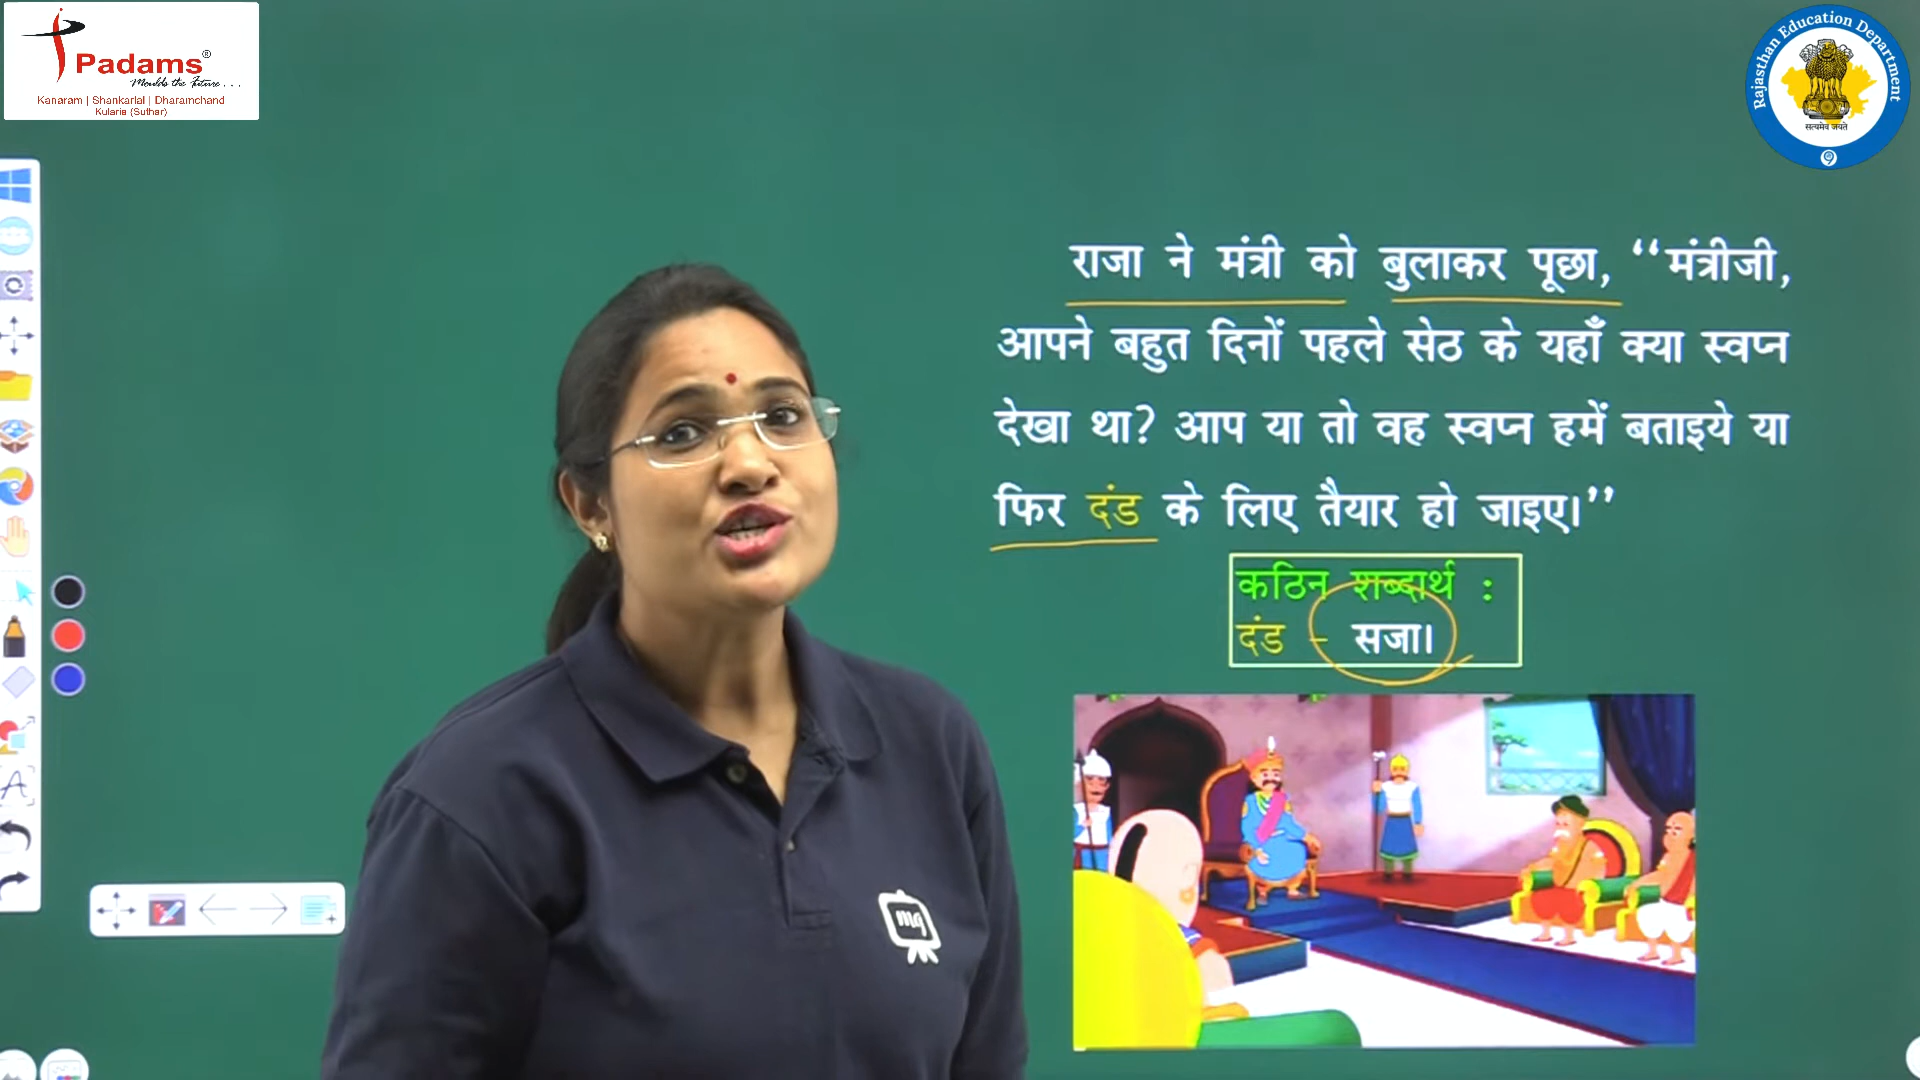 Padams®
Moulds the Future...
Kanaram | Shankarlal | Dharamchand
Kularia (Suthar)
Rajasthan Education Department
सत्यमेव जयते
राजा ने मंत्री को बुलाकर पूछा, ‘‘मंत्रीजी,
आपने बहुत दिनों पहले सेठ के यहाँ क्या स्वप्न
देखा था? आप या तो वह स्वप्न हमें बताइये या
फिर दंड के लिए तैयार हो जाइए।’’
कठिन शब्दार्थ :
दंड - सजा।
mg
A